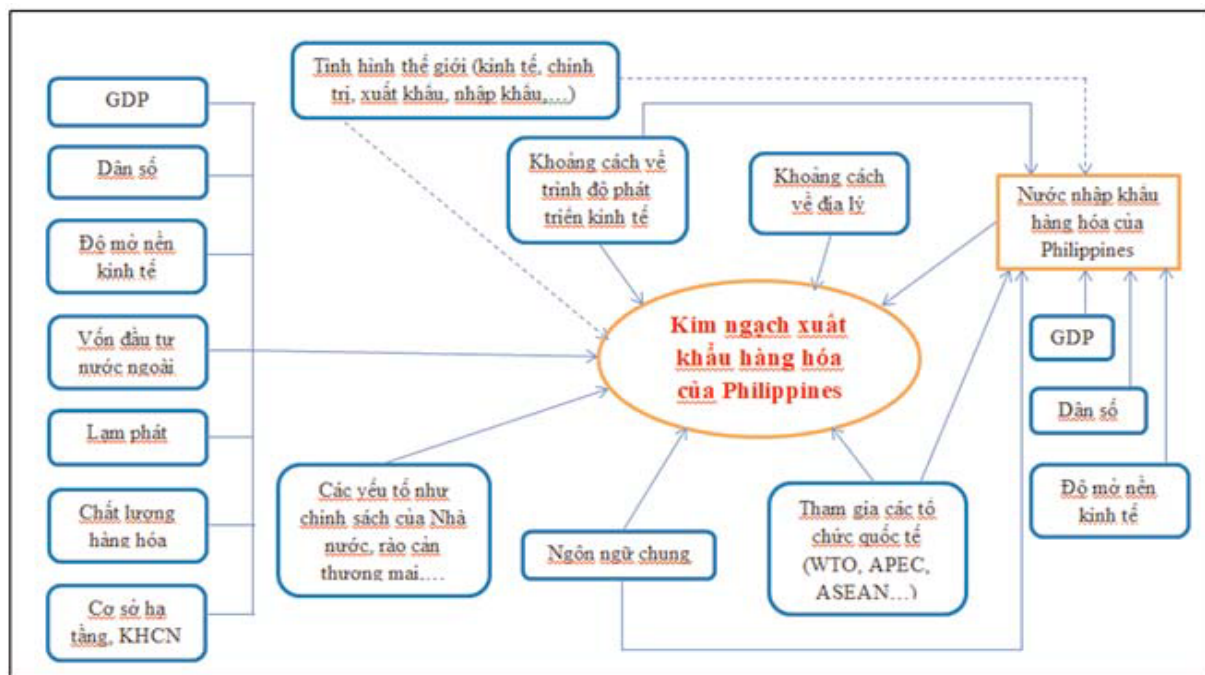 GDP
Dân số
Độ mở nền
kinh tế
Vốn đầu tư
nước ngoài
Lạm phát
Chất lượng
hàng hóa
Cơ sở hạ
tầng, KHCN
Tình hình thế giới (kinh tế, chính
trị, xuất khẩu, nhập khẩu,…)
Khoảng cách về
trình độ phát
triển kinh tế
Khoảng cách
về địa lý
Nước nhập khẩu
hàng hóa của
Philippines
Kim ngạch xuất
khẩu hàng hóa
của Philippines
GDP
Dân số
Độ mở nền
kinh tế
Các yếu tố như
chính sách của Nhà
nước, rào cản
thương mại,…
Ngôn ngữ chung
Tham gia các tổ
chức quốc tế
(WTO, APEC,
ASEAN…)